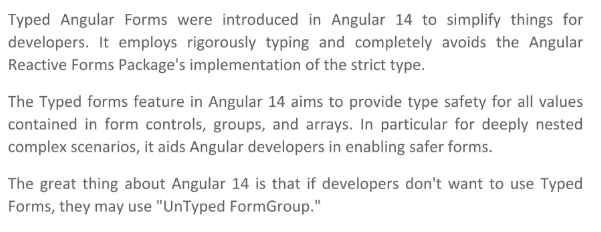 Typed Angular Forms were introduced in Angular 14 to simplify things for
developers. It employs rigorously typing and completely avoids the Angular
Reactive Forms Package's implementation of the strict type.
The Typed forms feature in Angular 14 aims to provide type safety for all values
contained in form controls, groups, and arrays. In particular for deeply nested
complex scenarios, it aids Angular developers in enabling safer forms.
The great thing about Angular 14 is that if developers don't want to use Typed
Forms, they may use "UnTyped FormGroup."